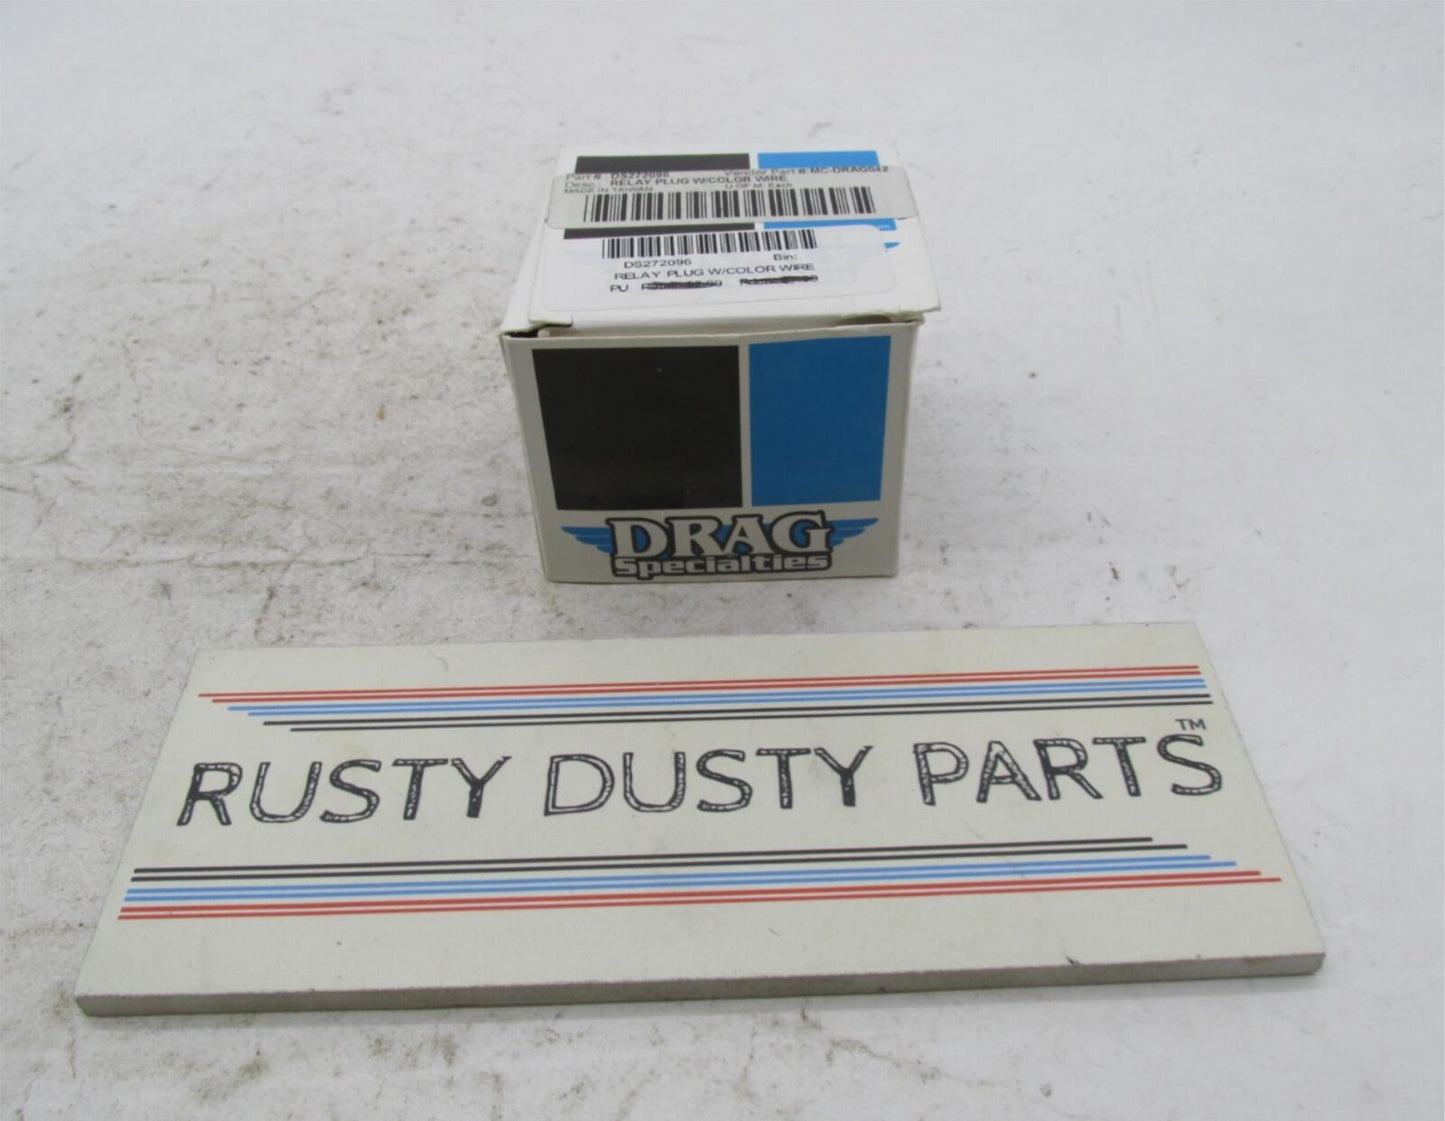 Part # DS272096 Vendor Part # MC-DRAG042
Desc: RELAY PLUG W/COLOR WIRE
MADE IN TAIWAN U OF M: Each
DS272096 Bin:
RELAY PLUG W/COLOR WIRE
PU
DRAG
Specialties
RUSTY DUSTY PARTS™